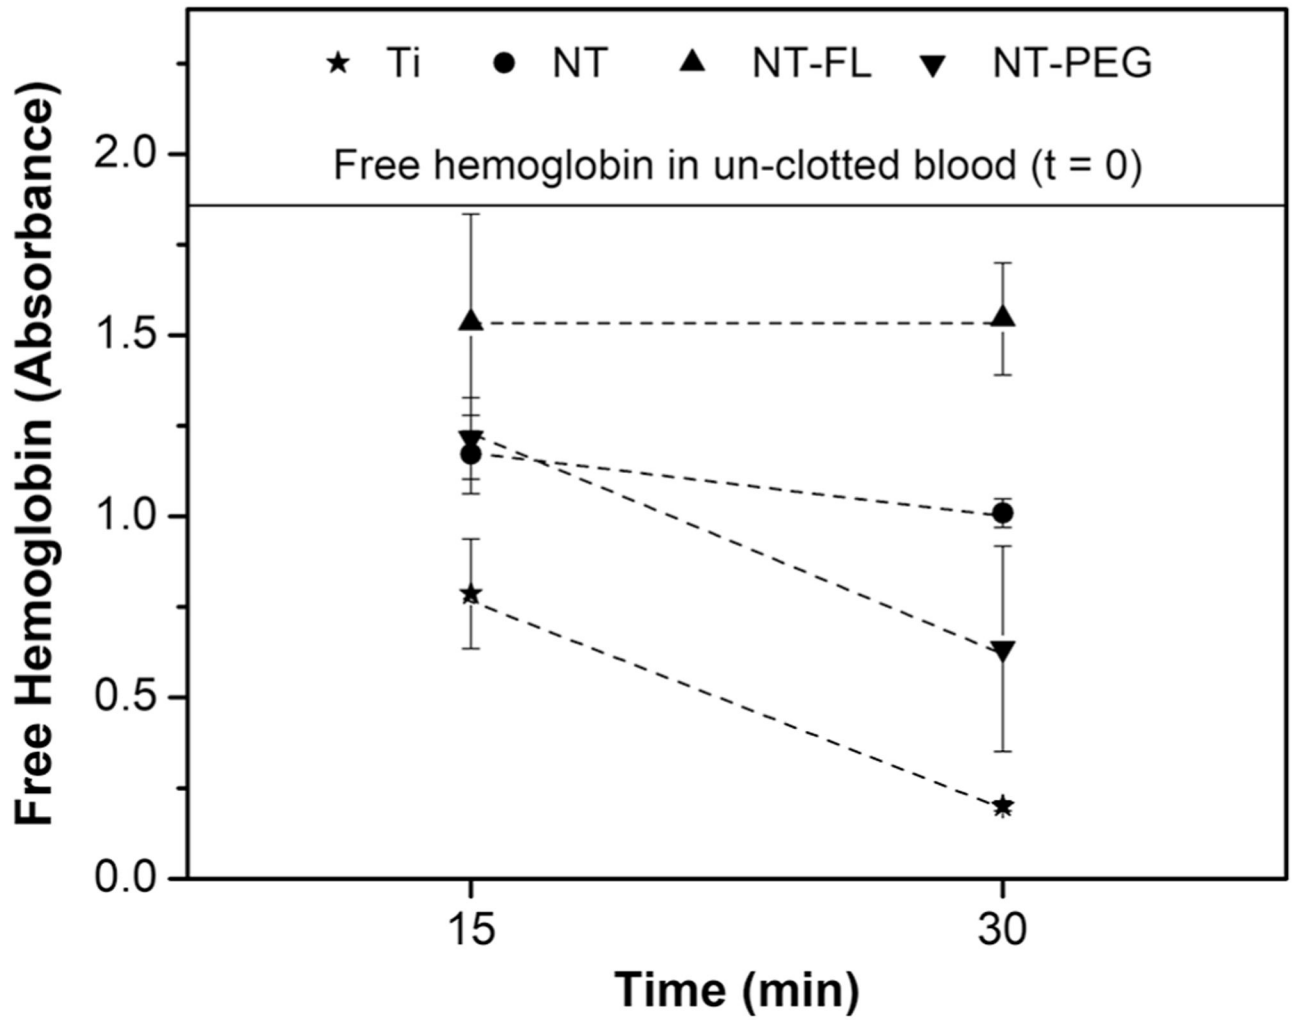 Ti NT NT-FL NT-PEG
Free hemoglobin in un-clotted blood (t = 0)
Free Hemoglobin (Absorbance)
2.0
1.5
1.0
0.5
0.0
15 30
Time (min)